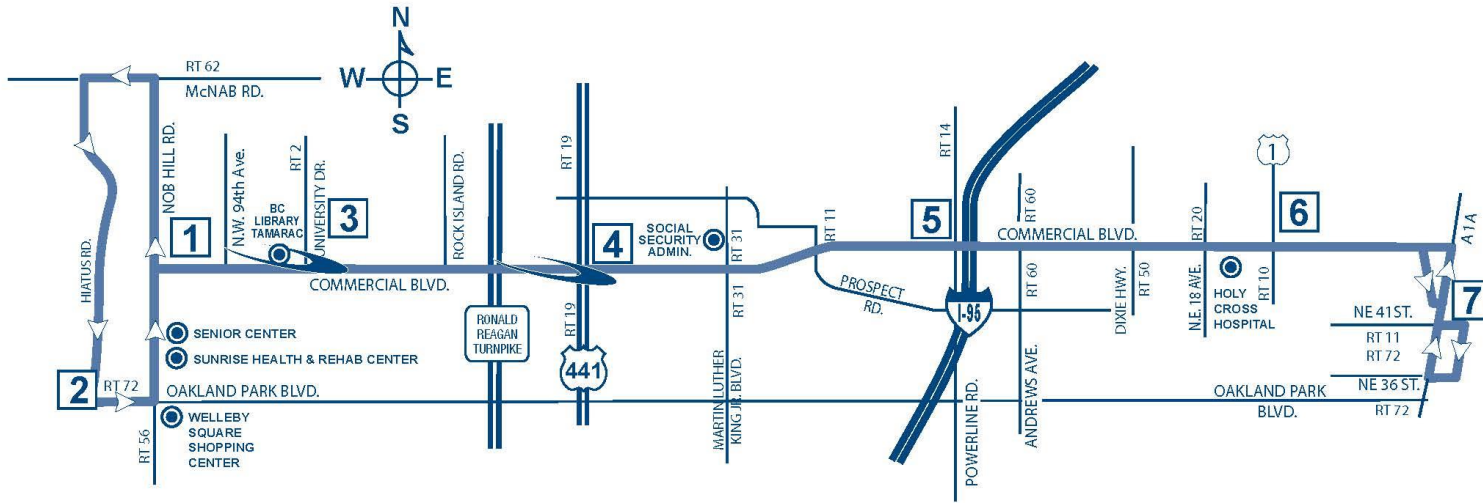 N
W
E
S
RT 62
McNAB RD.
NOB HILL RD.
HIATUS RD.
1
N.W. 94th Ave.
BC
LIBRARY
TAMARAC
RT 2
UNIVERSITY DR.
3
ROCK ISLAND RD.
COMMERCIAL BLVD.
RONALD
REAGAN
TURNPIKE
RT 19
RT 19
441
4
SOCIAL
SECURITY
ADMIN.
RT 31
RT 31
MARTIN LUTHER
KING JR. BLVD.
RT 11
PROSPECT
RD.
5
RT 14
POWERLINE RD.
I-95
RT 60
RT 60
ANDREWS AVE.
COMMERCIAL BLVD.
DIXIE HWY.
RT 50
RT 20
N.E. 18 AVE.
HOLY
CROSS
HOSPITAL
1
6
RT 10
A1A
7
NE 41 ST.
RT 11
RT 72
NE 36 ST.
OAKLAND PARK
BLVD.
RT 72
SENIOR CENTER
SUNRISE HEALTH & REHAB CENTER
2
RT 72
OAKLAND PARK BLVD.
WELLEBY
SQUARE
SHOPPING
CENTER
RT 56